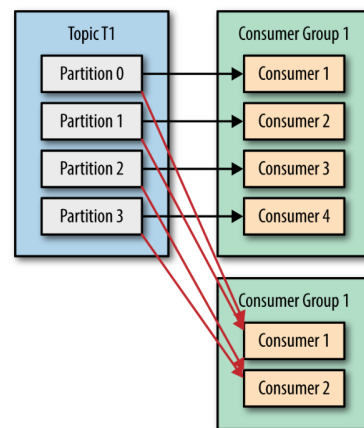 Topic T1
Partition 0
Partition 1
Partition 2
Partition 3
Consumer Group 1
Consumer 1
Consumer 2
Consumer 3
Consumer 4
Consumer Group 1
Consumer 1
Consumer 2